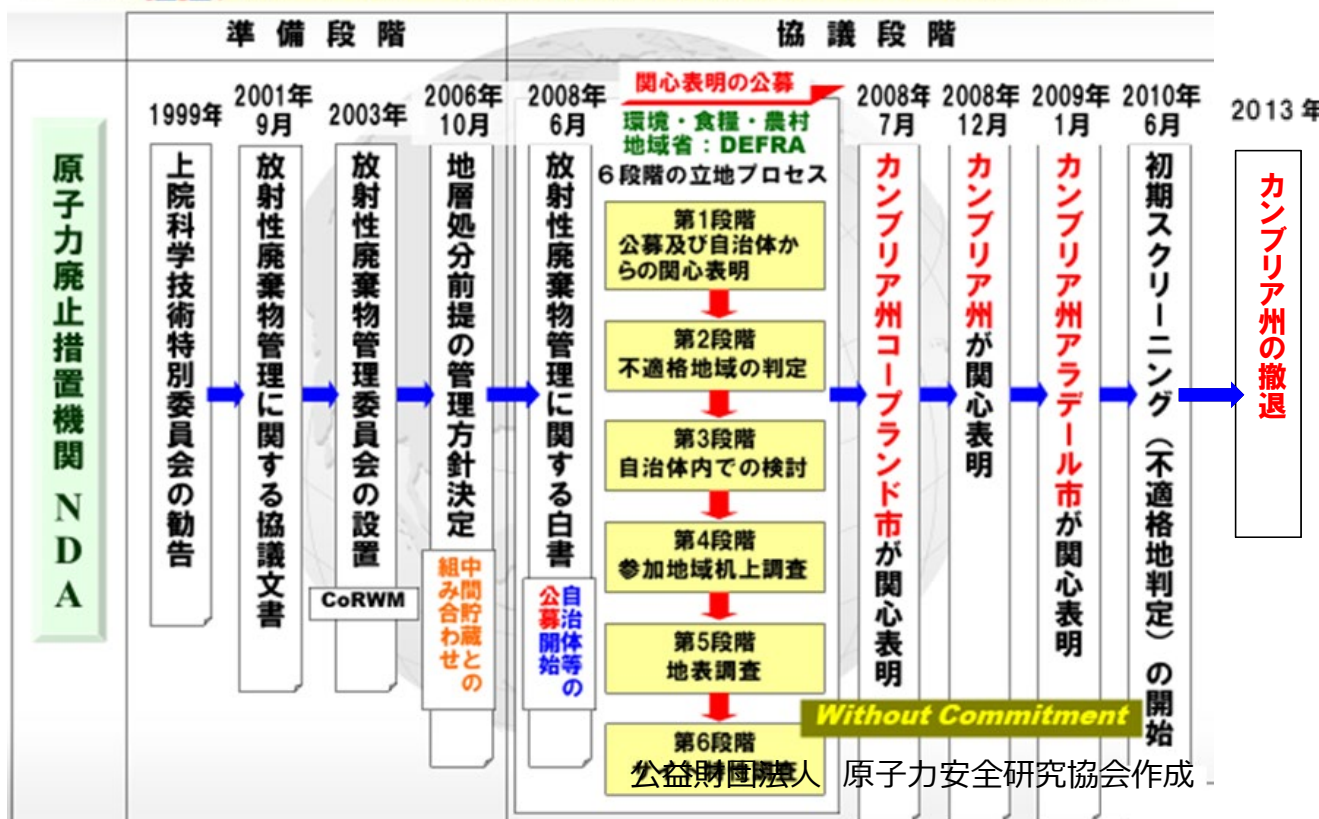 準備段階
協議段階
原子力廃止措置機関 NDA
1999年
上院科学技術特別委員会の勧告
2001年
9月
放射性廃棄物管理に関する協議文書
2003年
放射性廃棄物管理委員会の設置
CoRWM
2006年
10月
地層処分前提の管理方針決定
中間貯蔵との
組み合わせ
2008年
6月
放射性廃棄物管理に関する白書
自治体等の
公募開始
関心表明の公募
環境・食糧・農村
地域省：DEFRA
6段階の立地プロセス
第1段階
公募及び自治体か
らの関心表明
第2段階
不適格地域の判定
第3段階
自治体内での検討
第4段階
参加地域机上調査
第5段階
地表調査
第6段階
2008年
7月
カンブリア州コープランド市が関心表明
2008年
12月
カンブリア州が関心表明
2009年
1月
カンブリア州アラデール市が関心表明
2010年
6月
初期スクリーニング（不適格地判定）の開始
Without Commitment
2013年
カンブリア州の撤退
公益財団法人 原子力安全研究協会作成